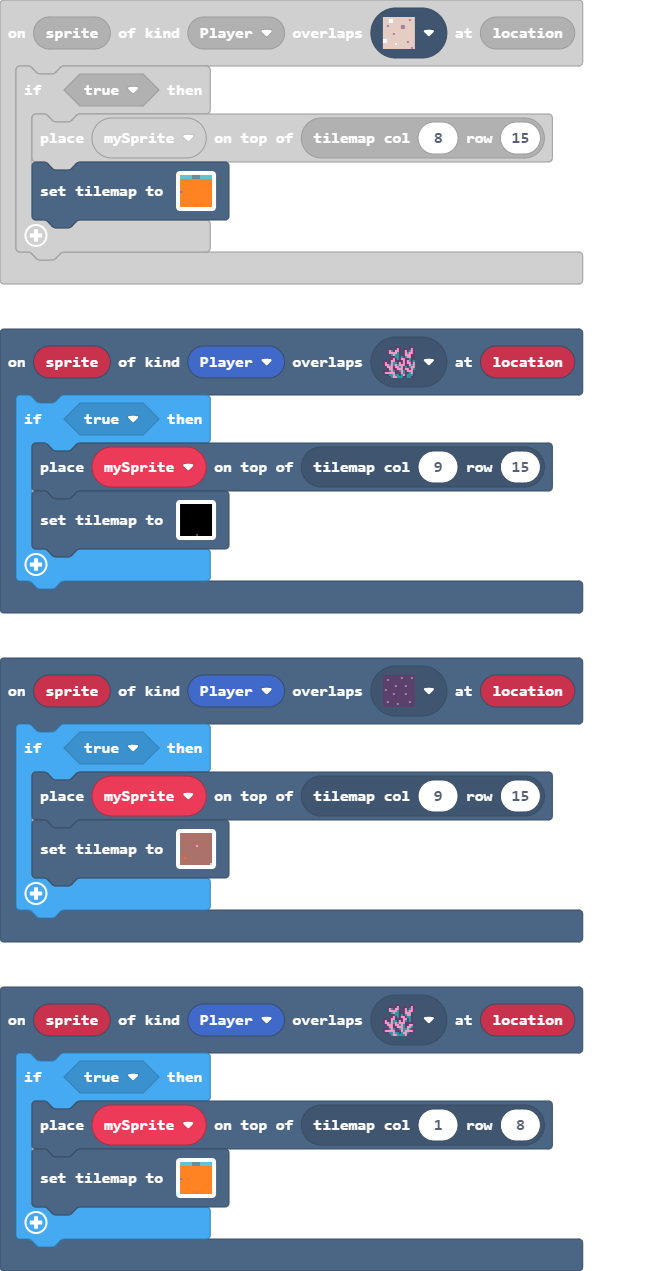 on sprite of kind Player overlaps at location
if true then
place mySprite on top of tilemap col 8 row 15
set tilemap to
on sprite of kind Player overlaps at location
if true then
place mySprite on top of tilemap col 9 row 15
set tilemap to
on sprite of kind Player overlaps at location
if true then
place mySprite on top of tilemap col 9 row 15
set tilemap to
on sprite of kind Player overlaps at location
if true then
place mySprite on top of tilemap col 1 row 8
set tilemap to